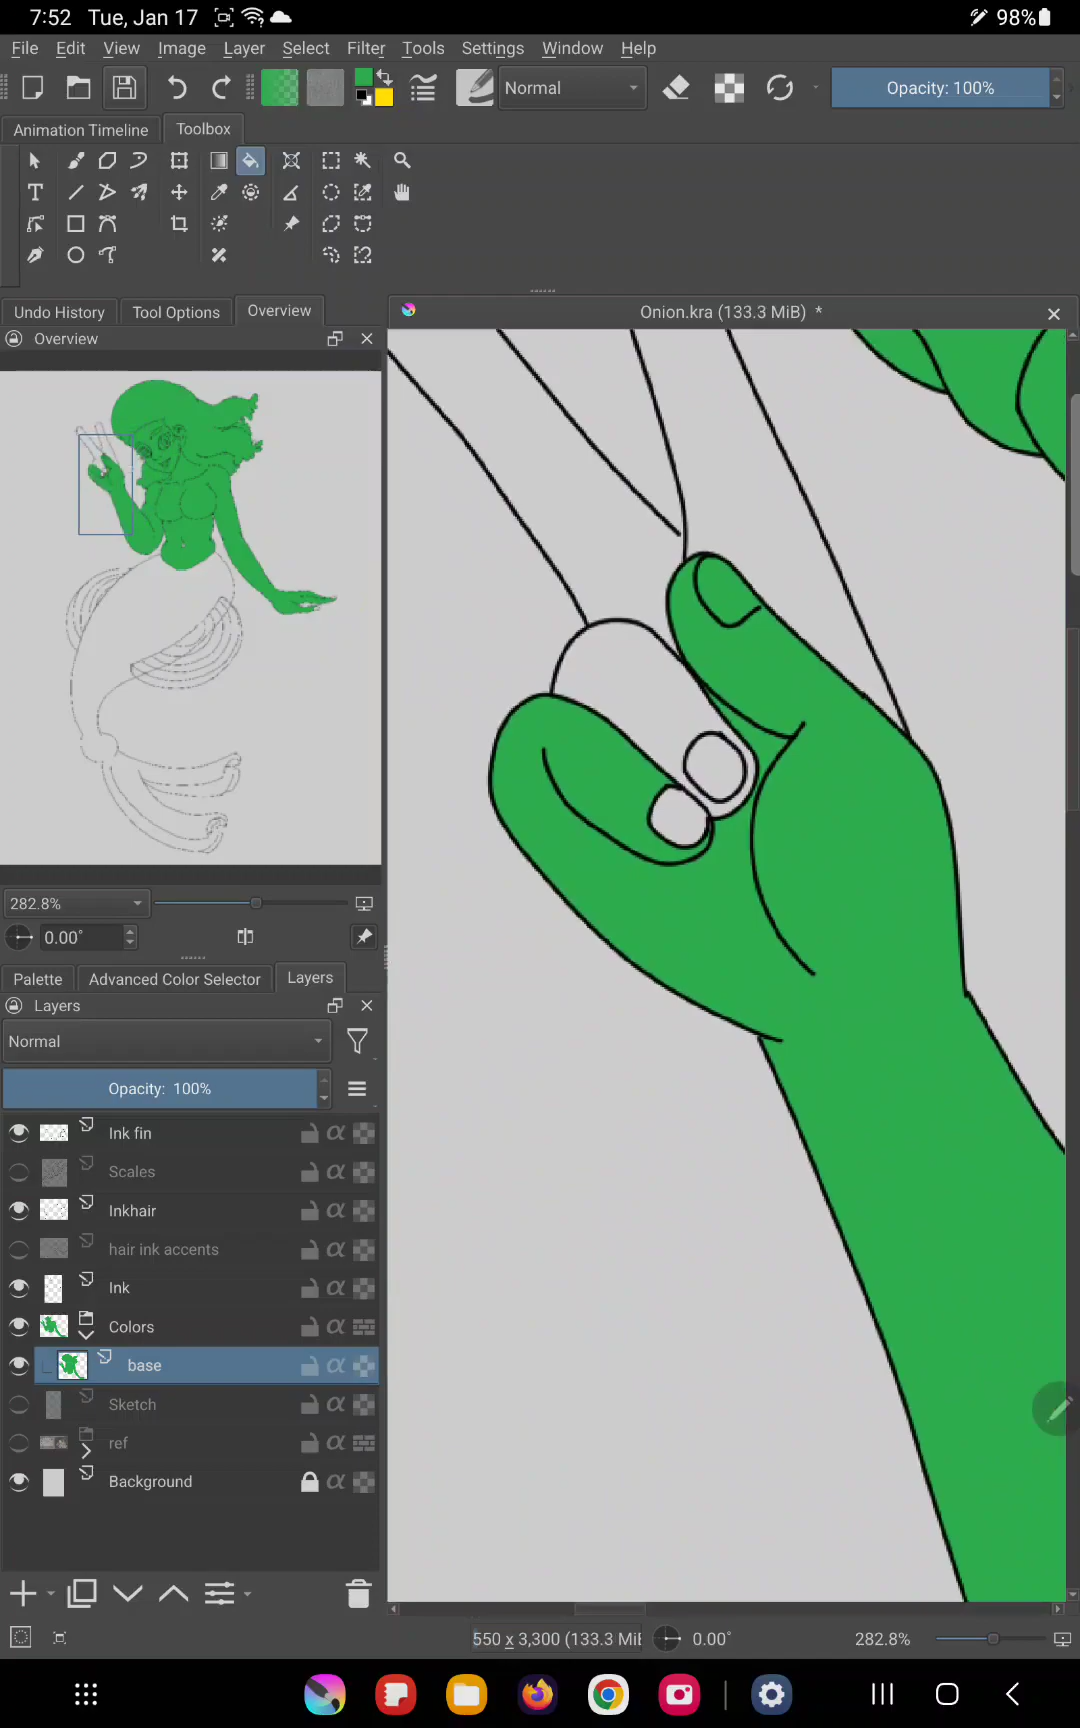 7:52 Tue, Jan 17 98%
File Edit View Image Layer Select Filter Tools Settings Window Help
Normal Opacity: 100%
Animation Timeline Toolbox
Undo History Tool Options Overview
Onion.kra (133.3 MiB) *
Overview
282.8%
0.00°
Palette Advanced Color Selector Layers
Layers
Normal
Opacity: 100%
Ink fin
Scales
Inkhair
hair ink accents
Ink
Colors
base
Sketch
ref
Background
550 x 3,300 (133.3 MiB 0.00° 282.8%